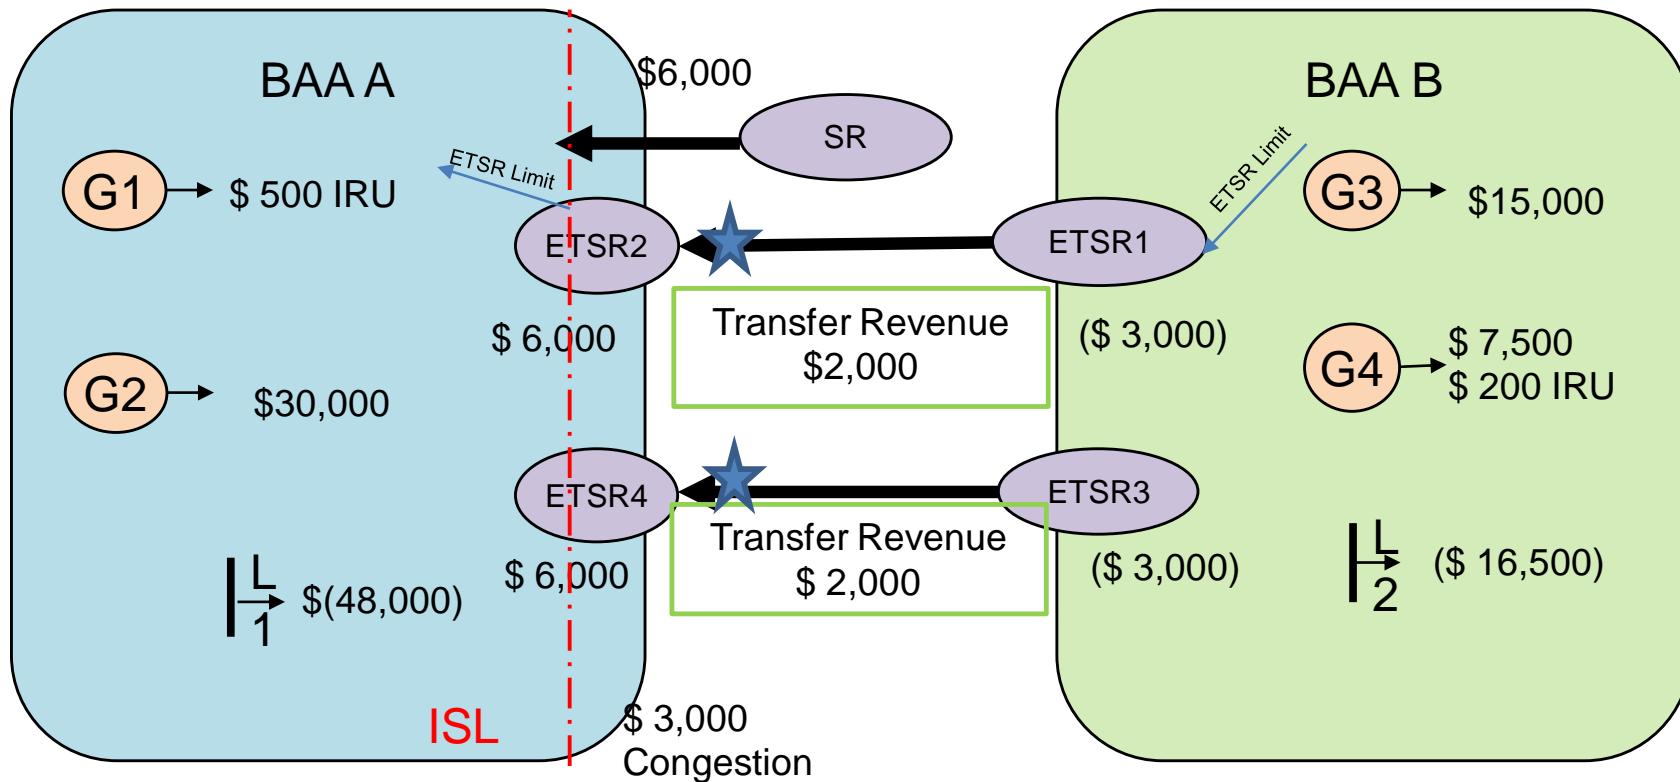 BAA A
$6,000
SR
BAA B
ETSR Limit
ETSR Limit
G1
$ 500 IRU
G3
$15,000
ETSR2
ETSR1
$ 6,000
Transfer Revenue
$2,000
($ 3,000)
G4
$ 7,500
$ 200 IRU
G2
$30,000
ETSR4
ETSR3
$ 6,000
Transfer Revenue
$ 2,000
($ 3,000)
L
1
$(48,000)
L
2
($ 16,500)
ISL
$ 3,000
Congestion